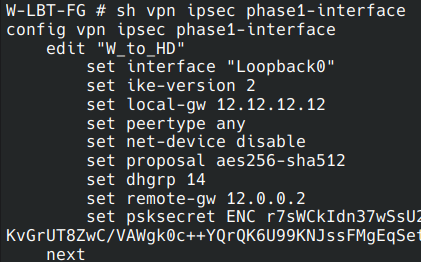 W-LBT-FG # sh vpn ipsec phase1-interface
config vpn ipsec phase1-interface
edit "W_to_HD"
set interface "Loopback0"
set ike-version 2
set local-gw 12.12.12.12
set peertype any
set net-device disable
set proposal aes256-sha512
set dhgrp 14
set remote-gw 12.0.0.2
set psksecret ENC r7sWCkIdn37wSsU2
KvGrUT8ZwC/VAWgk0c++YQrQK6U99KNJssFMgEqSet
next